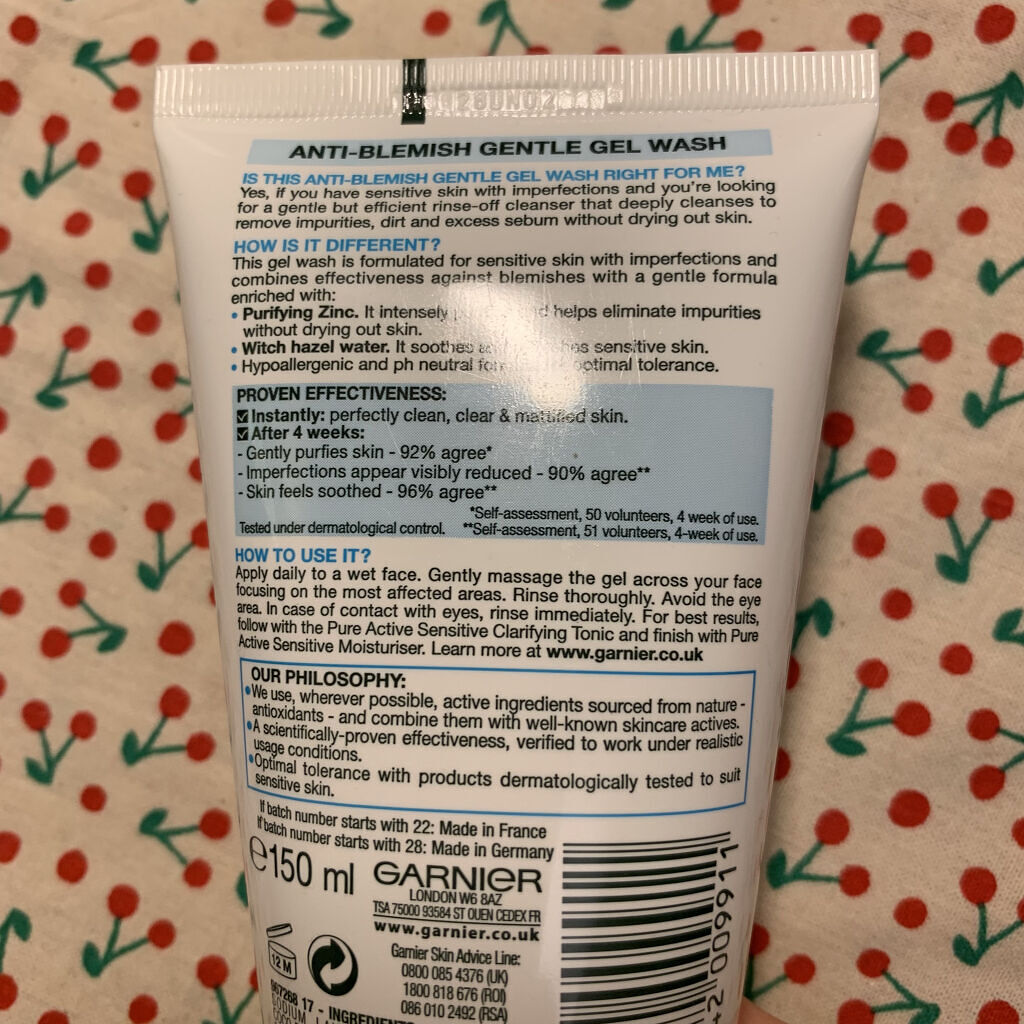 28UN02
ANTI-BLEMISH GENTLE GEL WASH
IS THIS ANTI-BLEMISH GENTLE GEL WASH RIGHT FOR ME?
Yes, if you have sensitive skin with imperfections and you're looking
for a gentle but efficient rinse-off cleanser that deeply cleanses to
remove impurities, dirt and excess sebum without drying out skin.
HOW IS IT DIFFERENT?
This gel wash is formulated for sensitive skin with imperfections and
combines effectiveness against blemishes with a gentle formula
enriched with:
• Purifying Zinc. It intensely helps eliminate impurities
without drying out skin.
• Witch hazel water. It soothes sensitive skin.
• Hypoallergenic and ph neutral optimal tolerance.
PROVEN EFFECTIVENESS:
Instantly: perfectly clean, clear & mattified skin.
After 4 weeks:
- Gently purfies skin - 92% agree*
- Imperfections appear visibly reduced - 90% agree**
- Skin feels soothed - 96% agree**
*Self-assessment, 50 volunteers, 4 week of use.
Tested under dermatological control. **Self-assessment, 51 volunteers, 4-week of use.
HOW TO USE IT?
Apply daily to a wet face. Gently massage the gel across your face
focusing on the most affected areas. Rinse thoroughly. Avoid the eye
area. In case of contact with eyes, rinse immediately. For best results,
follow with the Pure Active Sensitive Clarifying Tonic and finish with Pure
Active Sensitive Moisturiser. Learn more at www.garnier.co.uk
OUR PHILOSOPHY:
•We use, wherever possible, active ingredients sourced from nature -
antioxidants - and combine them with well-known skincare actives.
•A scientifically-proven effectiveness, verified to work under realistic
usage conditions.
•Optimal tolerance with products dermatologically tested to suit
sensitive skin.
If batch number starts with 22: Made in France
If batch number starts with 28: Made in Germany
℮150 ml
GARNIER
LONDON W6 8AZ
TSA 75000 93584 ST OUEN CEDEX FR
www.garnier.co.uk
12 M
Garnier Skin Advice Line:
0800 085 4376 (UK)
1800 818 676 (ROI)
086 010 2492 (RSA)
17 - INGREDIENTS
SODIUM
42009911